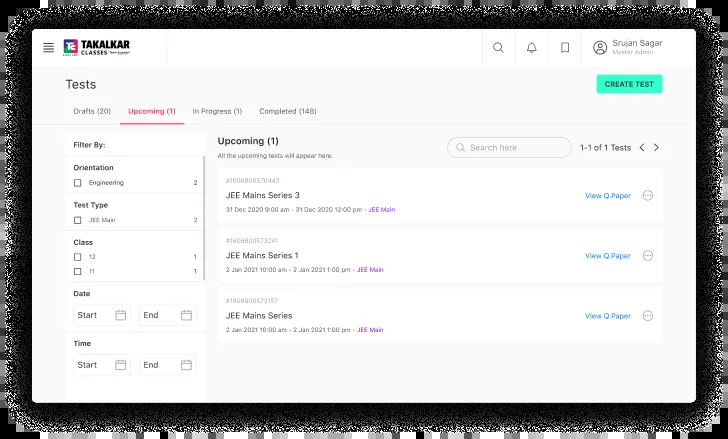 TAKALKAR
CLASSES
Srujan Sagar
Master Admin
Tests
CREATE TEST
Drafts (20)
Upcoming (1)
In Progress (1)
Completed (148)
Filter By:
Orientation
Engineering 2
Test Type
JEE Main 2
Class
12 1
11 1
Date
Start
End
Time
Start
End
Upcoming (1)
All the upcoming tests will appear here.
Search here
1-1 of 1 Tests
#1606800576443
JEE Mains Series 3
31 Dec 2020 9:00 am - 31 Dec 2020 12:00 pm - JEE Main
View Q.Paper
#1606800573241
JEE Mains Series 1
2 Jan 2021 10:00 am - 2 Jan 2021 1:00 pm - JEE Main
View Q.Paper
#1606800573157
JEE Mains Series
2 Jan 2021 10:00 am - 2 Jan 2021 1:00 pm - JEE Main
View Q.Paper